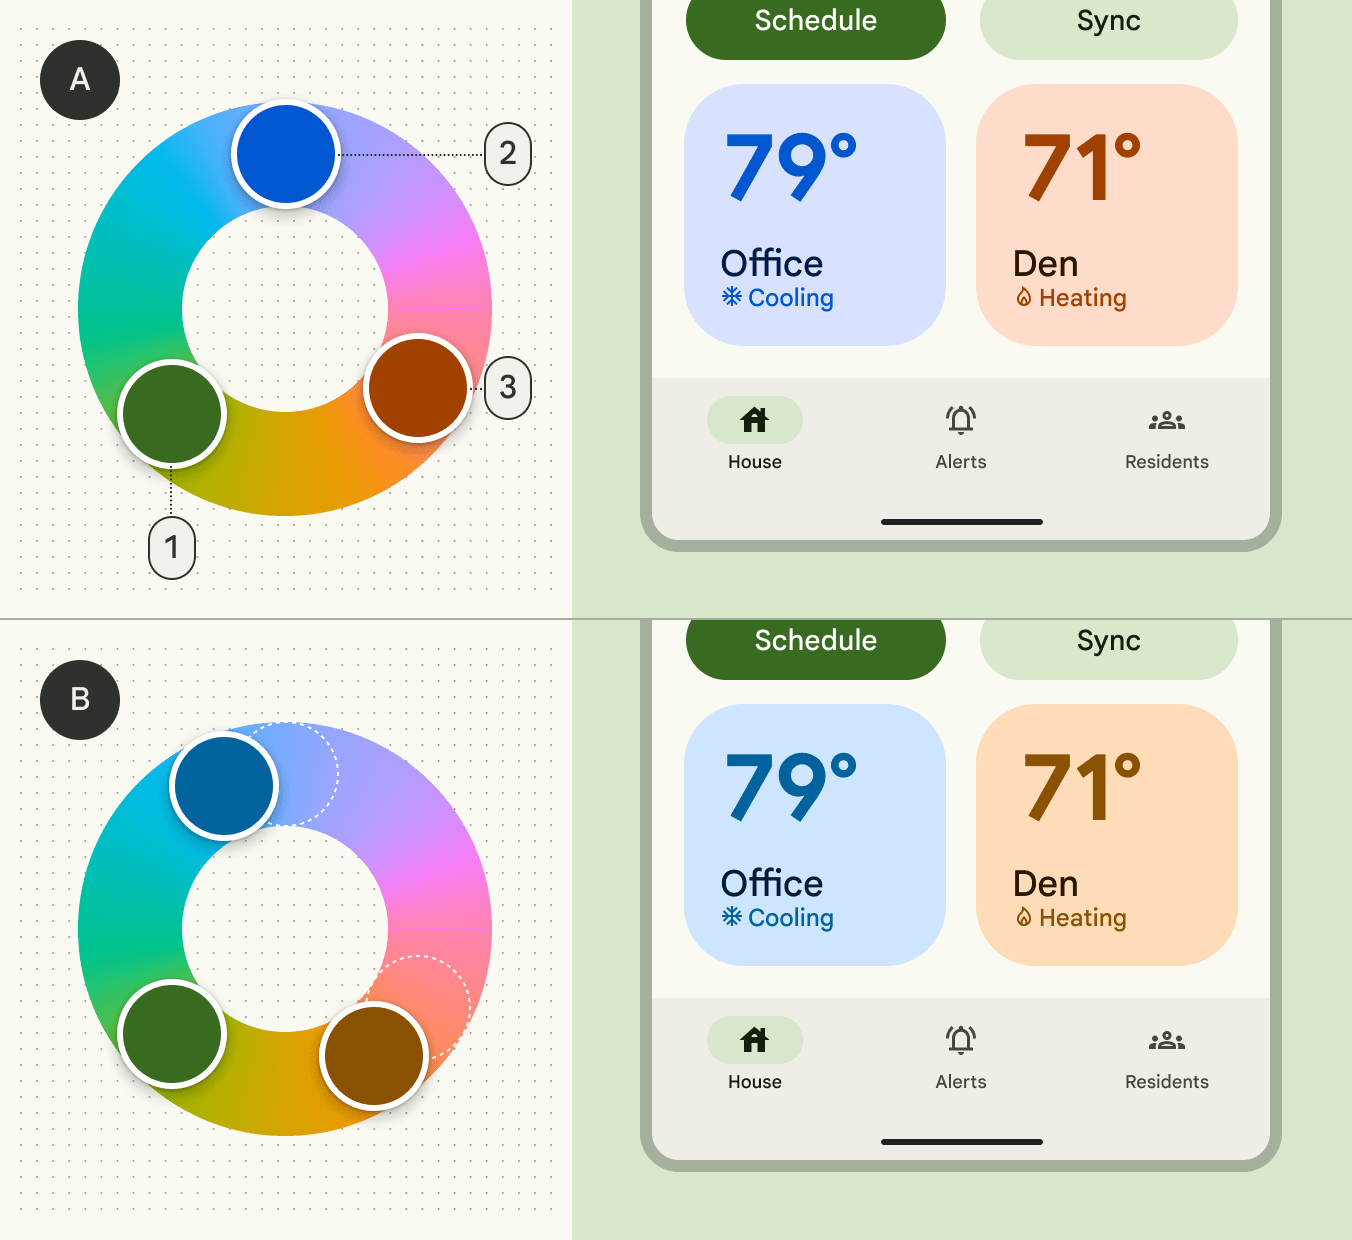 A
2
3
1
Schedule
Sync
79°
71°
Office
Den
Cooling
Heating
House
Alerts
Residents
B
Schedule
Sync
79°
71°
Office
Den
Cooling
Heating
House
Alerts
Residents